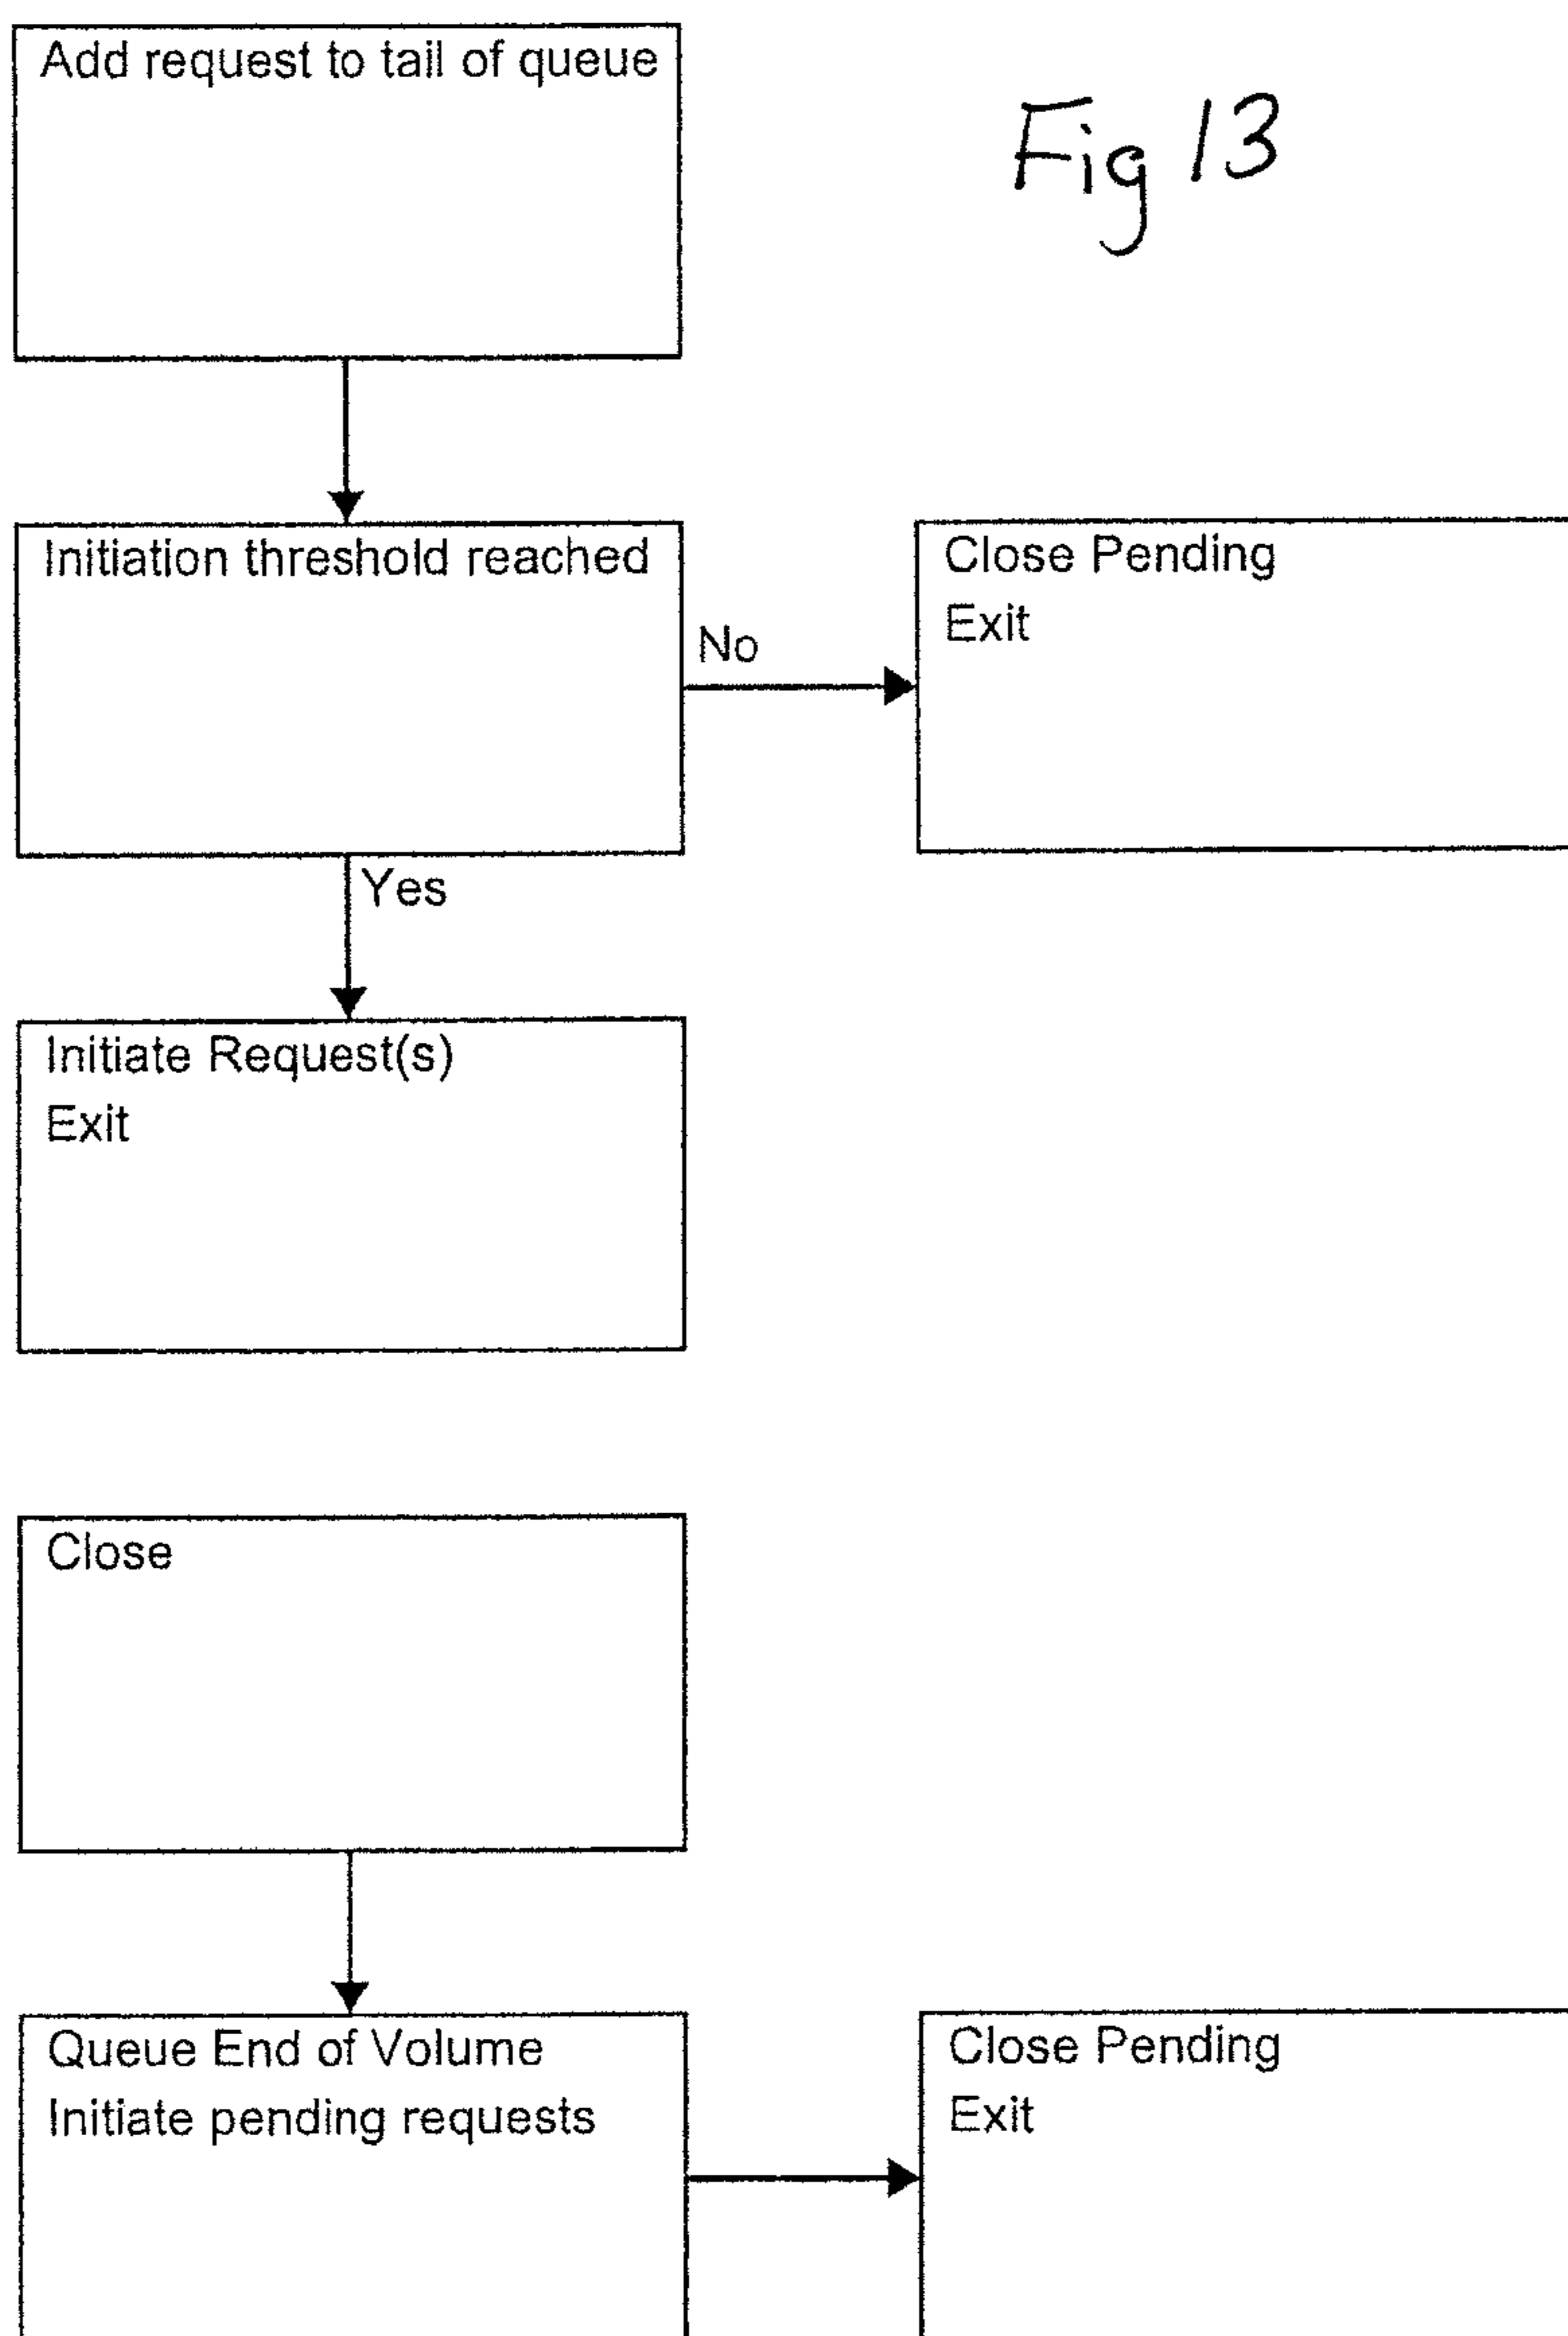 Add request to tail of queue
Fig 13
Initiation threshold reached
No
Close Pending
Exit
Yes
Initiate Request(s)
Exit
Close
Queue End of Volume
Initiate pending requests
Close Pending
Exit